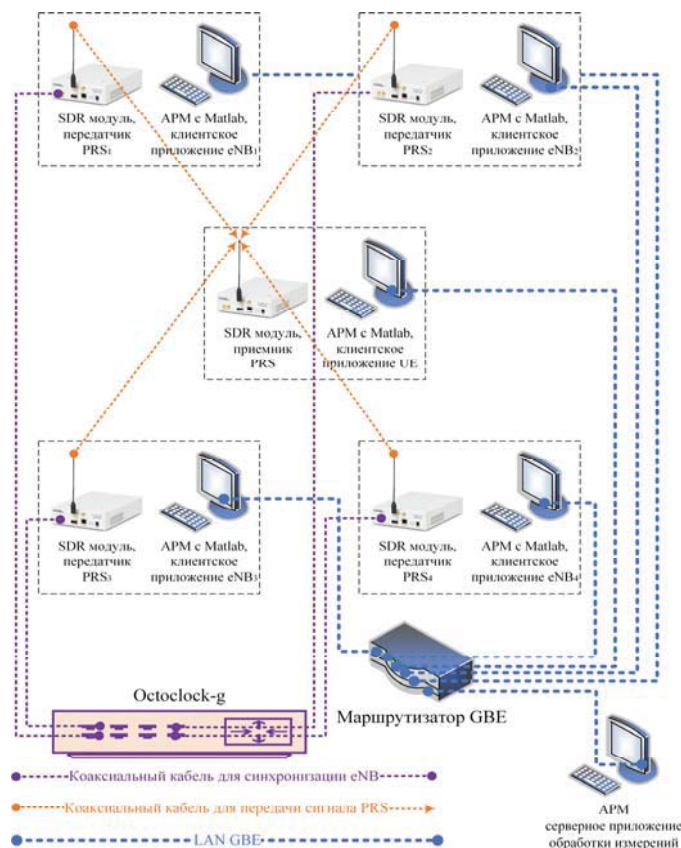 SDR модуль,
передатчик
PRS1
АРМ с Matlab,
клиентское
приложение eNB1
SDR модуль,
передатчик
PRS2
АРМ с Matlab,
клиентское
приложение eNB2
SDR модуль,
приемник
PRS
АРМ с Matlab,
клиентское
приложение UE
SDR модуль,
передатчик
PRS3
АРМ с Matlab,
клиентское
приложение eNB3
SDR модуль,
передатчик
PRS4
АРМ с Matlab,
клиентское
приложение eNB4
Octoclock-g
Маршрутизатор GBE
Коаксиальный кабель для синхронизации eNB
Коаксиальный кабель для передачи сигнала PRS
LAN GBE
АРМ
серверное приложение
обработки измерений